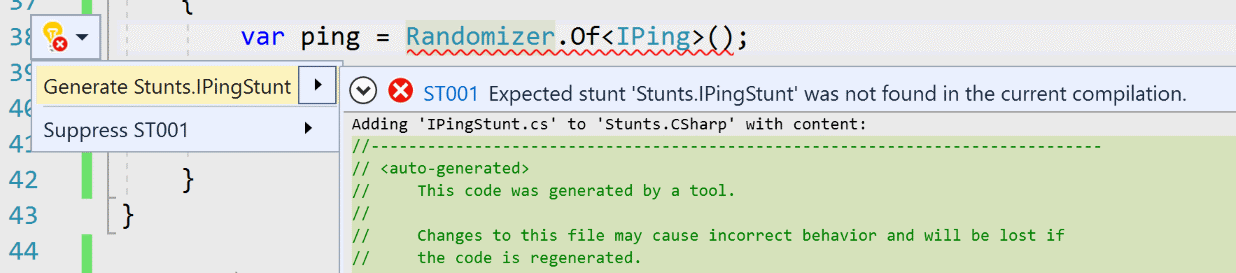 37 {
38 var ping = Randomizer.Of<IPing>();
39
Generate Stunts.IPingStunt
ST001 Expected stunt 'Stunts.IPingStunt' was not found in the current compilation.
Suppress ST001
Adding 'IPingStunt.cs' to 'Stunts.CSharp' with content:
//------------------------------------------------------------------------------
// <auto-generated>
// This code was generated by a tool.
//
// Changes to this file may cause incorrect behavior and will be lost if
// the code is regenerated.
40
41
42 }
43 }
44